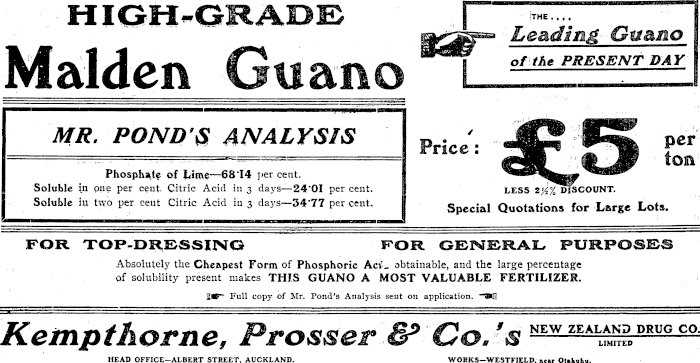 HIGH-GRADE
Malden Guano
THE ....
Leading Guano
of the PRESENT DAY
MR. POND'S ANALYSIS
Phosphate of Lime—68·14 per cent.
Soluble in one per cent. Citric Acid in 3 days—24·01 per cent.
Soluble in two per cent Citric Acid in 3 days—34·77 per cent.
Price: £5 per ton
LESS 2½% DISCOUNT.
Special Quotations for Large Lots.
FOR TOP-DRESSING
FOR GENERAL PURPOSES
Absolutely the Cheapest Form of Phosphoric Aci obtainable, and the large percentage
of solubility present makes THIS GUANO A MOST VALUABLE FERTILIZER.
Full copy of Mr. Pond's Analysis sent on application.
Kempthorne, Prosser & Co.'s NEW ZEALAND DRUG CO.
LIMITED
HEAD OFFICE—ALBERT STREET, AUCKLAND.
WORKS—WESTFIELD, near Otahuhu.